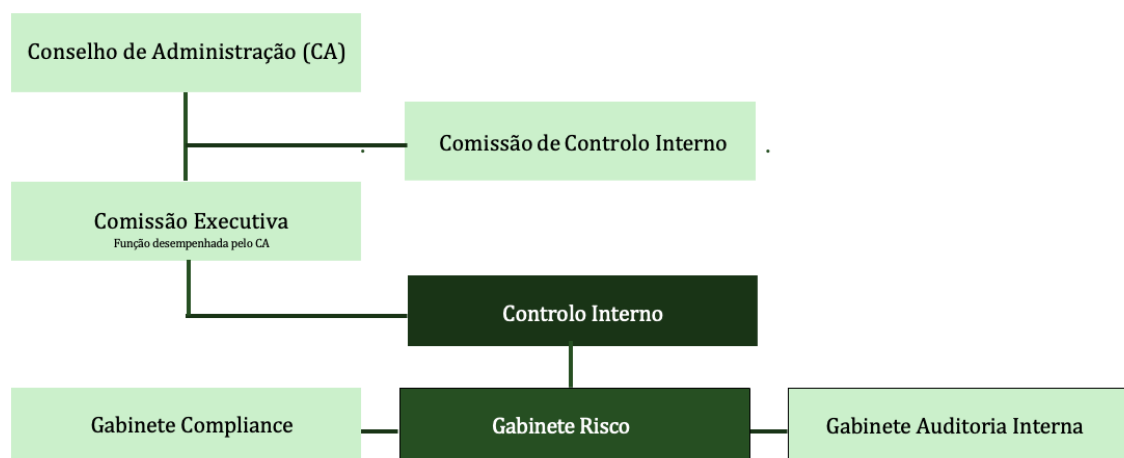 Conselho de Administração (CA)
Comissão de Controlo Interno
Comissão Executiva
Função desempenhada pelo CA
Controlo Interno
Gabinete Compliance
Gabinete Risco
Gabinete Auditoria Interna